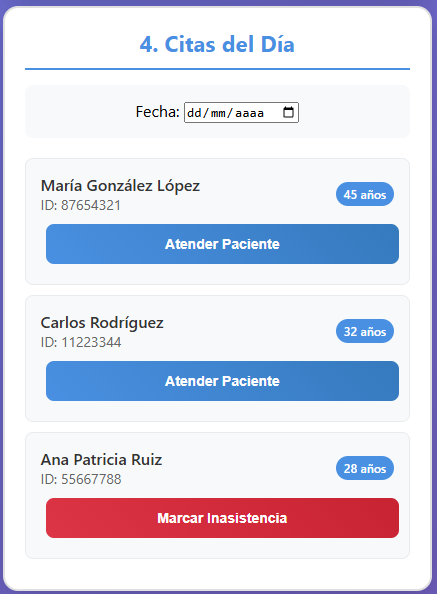 4. Citas del Día
Fecha: dd/mm/aaaa
María González López
45 años
ID: 87654321
Atender Paciente
Carlos Rodríguez
32 años
ID: 11223344
Atender Paciente
Ana Patricia Ruiz
28 años
ID: 55667788
Marcar Inasistencia